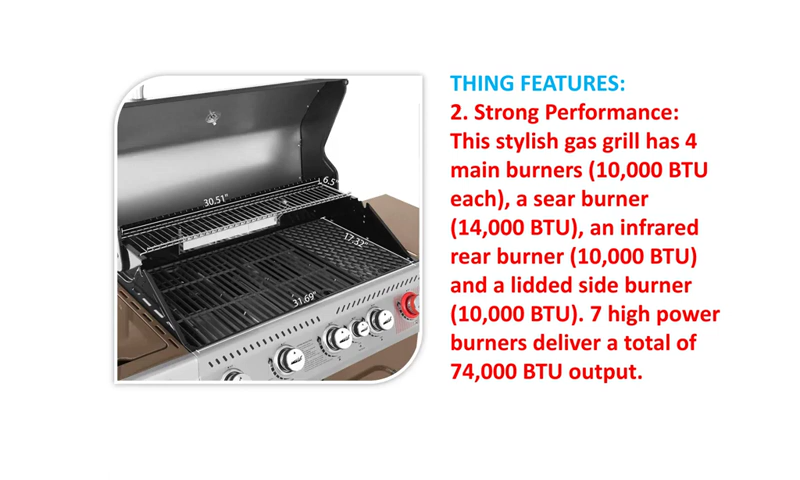 THING FEATURES:
2. Strong Performance:
This stylish gas grill has 4
main burners (10,000 BTU
each), a sear burner
(14,000 BTU), an infrared
rear burner (10,000 BTU)
and a lidded side burner
(10,000 BTU). 7 high power
burners deliver a total of
74,000 BTU output.
6.5"
30.51"
17.32"
31.69"